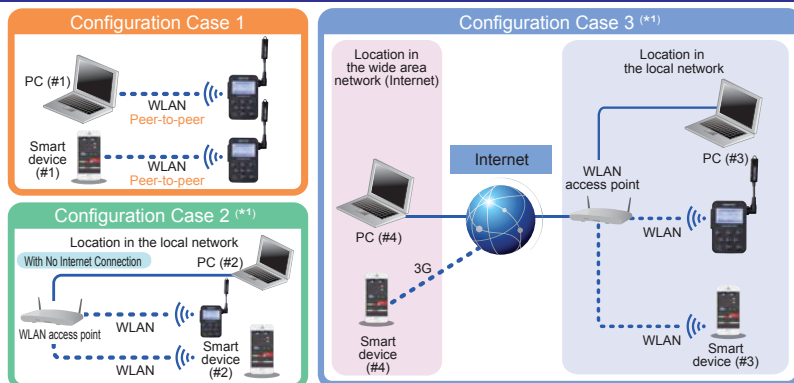 Configuration Case 1
PC (#1)
WLAN
Peer-to-peer
Smart
device
(#1)
WLAN
Peer-to-peer
Configuration Case 2 (*1)
Location in the local network
With No Internet Connection
PC (#2)
WLAN access point
WLAN
Smart
device
(#2)
WLAN
Configuration Case 3 (*1)
Location in
the wide area
network (Internet)
PC (#4)
3G
Smart
device
(#4)
Internet
Location in
the local network
PC (#3)
WLAN
access point
WLAN
WLAN
Smart
device (#3)